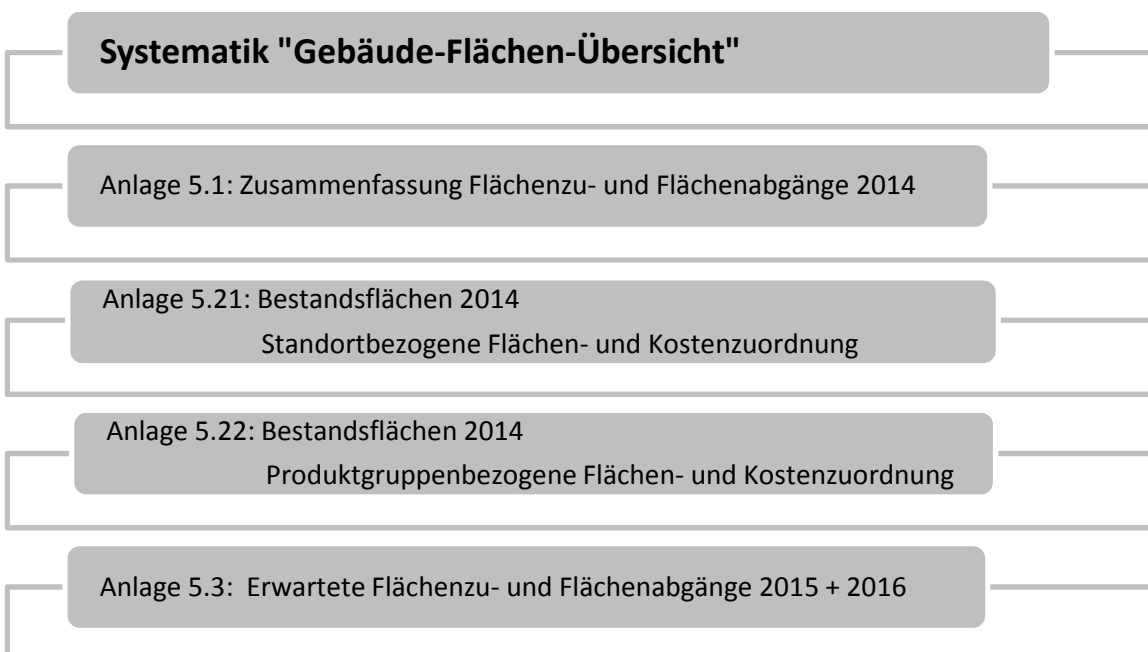 Systematik "Gebäude-Flächen-Übersicht"
Anlage 5.1: Zusammenfassung Flächenzu- und Flächenabgänge 2014
Anlage 5.21: Bestandsflächen 2014
Standortbezogene Flächen- und Kostenzuordnung
Anlage 5.22: Bestandsflächen 2014
Produktgruppenbezogene Flächen- und Kostenzuordnung
Anlage 5.3: Erwartete Flächenzu- und Flächenabgänge 2015 + 2016